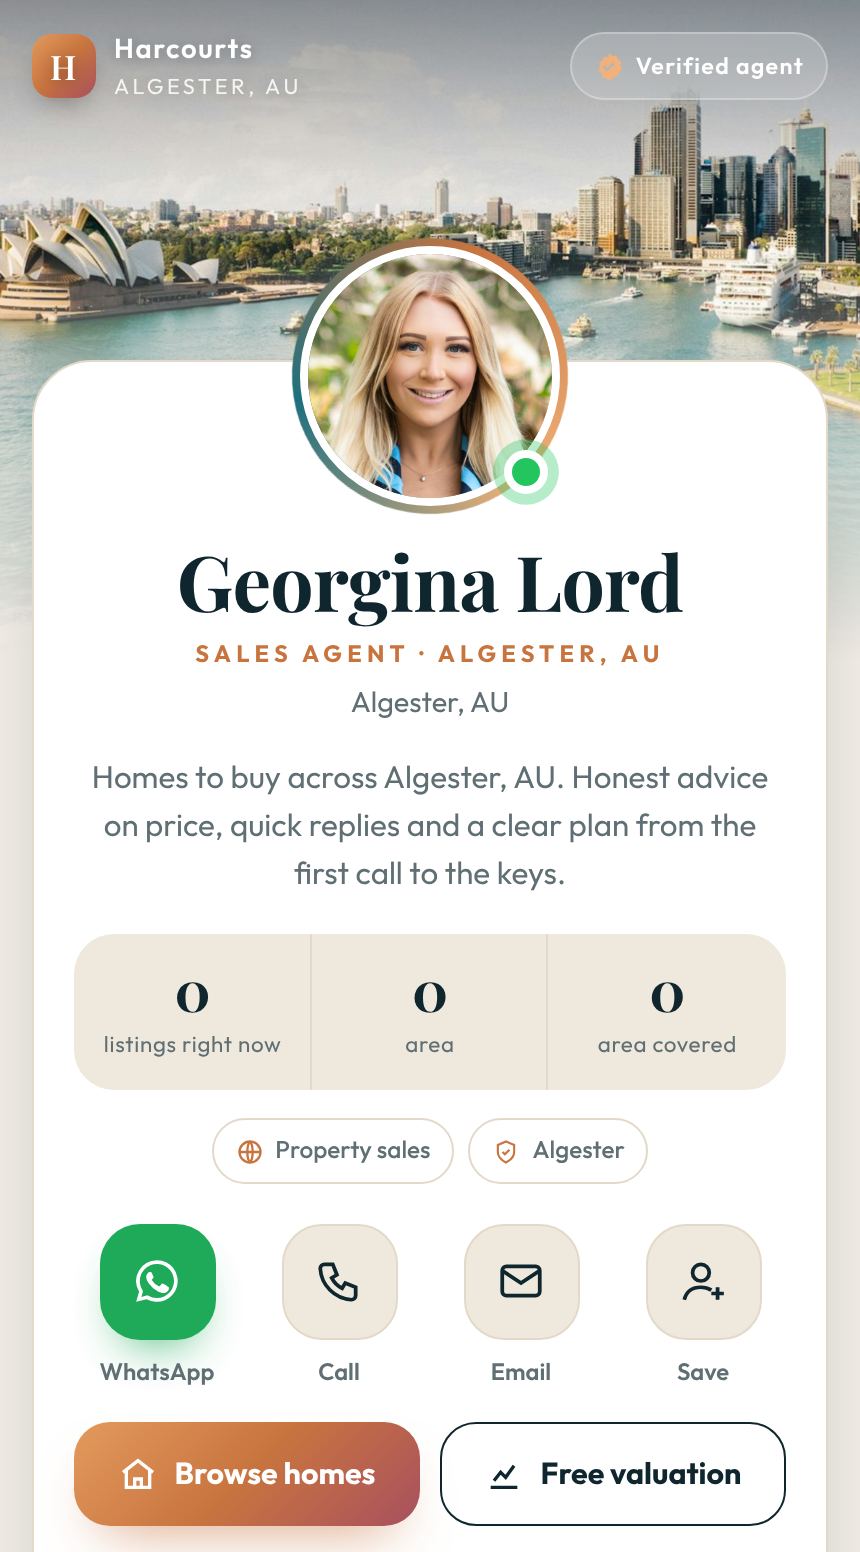 H
Harcourts
ALGESTER, AU
Verified agent
Georgina Lord
SALES AGENT · ALGESTER, AU
Algester, AU
Homes to buy across Algester, AU. Honest advice
on price, quick replies and a clear plan from the
first call to the keys.
0
listings right now
0
area
0
area covered
Property sales
Algester
WhatsApp
Call
Email
Save
Browse homes
Free valuation